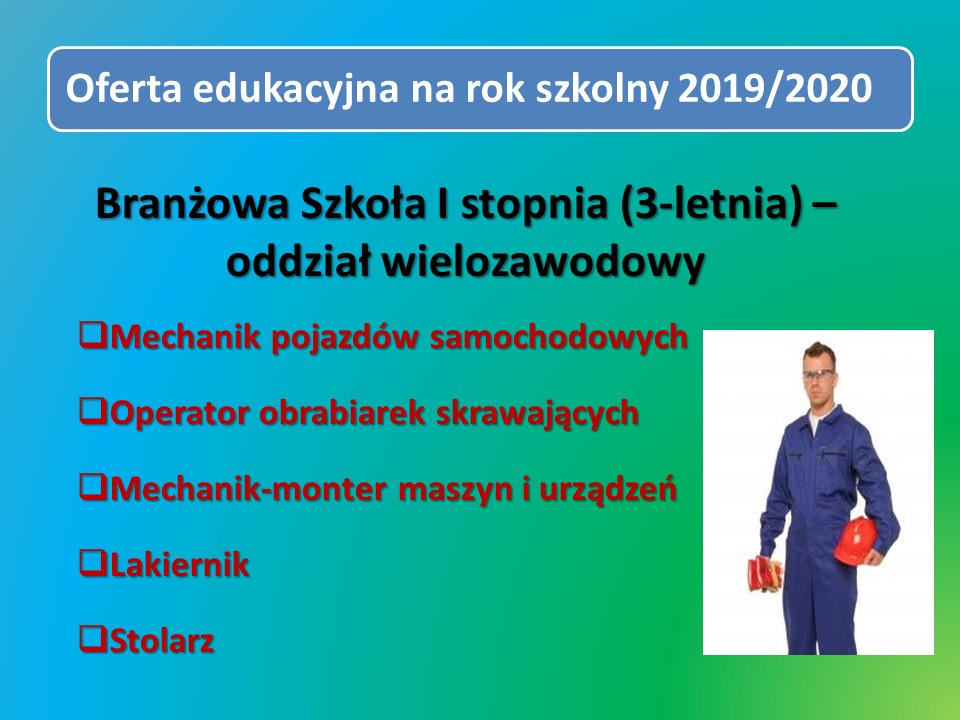 Oferta edukacyjna na rok szkolny 2019/2020
Branżowa Szkoła I stopnia (3-letnia) –
oddział wielozawodowy
❑Mechanik pojazdów samochodowych
❑Operator obrabiarek skrawających
❑Mechanik-monter maszyn i urządzeń
❑Lakiernik
❑Stolarz